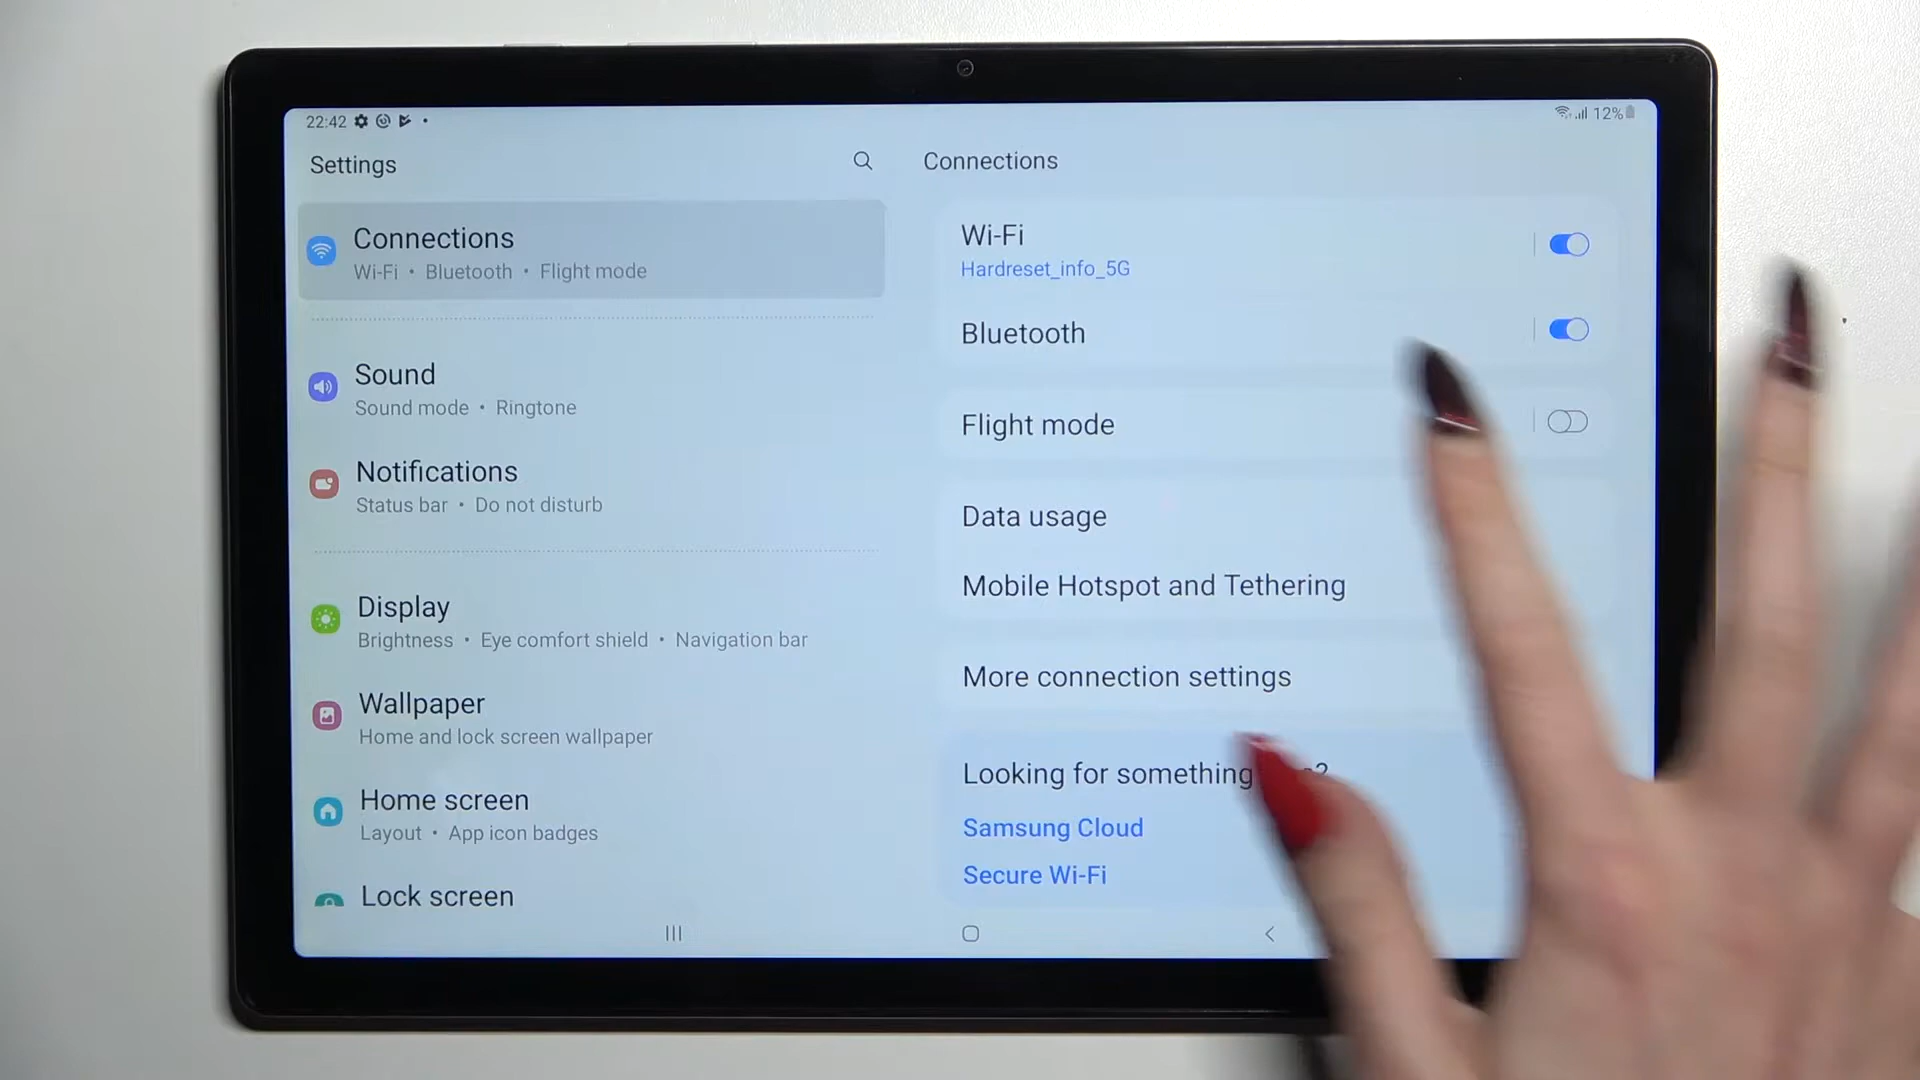 22:42
12%
Settings
Connections
Wi-Fi • Bluetooth • Flight mode
Sound
Sound mode • Ringtone
Notifications
Status bar • Do not disturb
Display
Brightness • Eye comfort shield • Navigation bar
Wallpaper
Home and lock screen wallpaper
Home screen
Layout • App icon badges
Lock screen
Connections
Wi-Fi
Hardreset_info_5G
Bluetooth
Flight mode
Data usage
Mobile Hotspot and Tethering
More connection settings
Looking for something
Samsung Cloud
Secure Wi-Fi